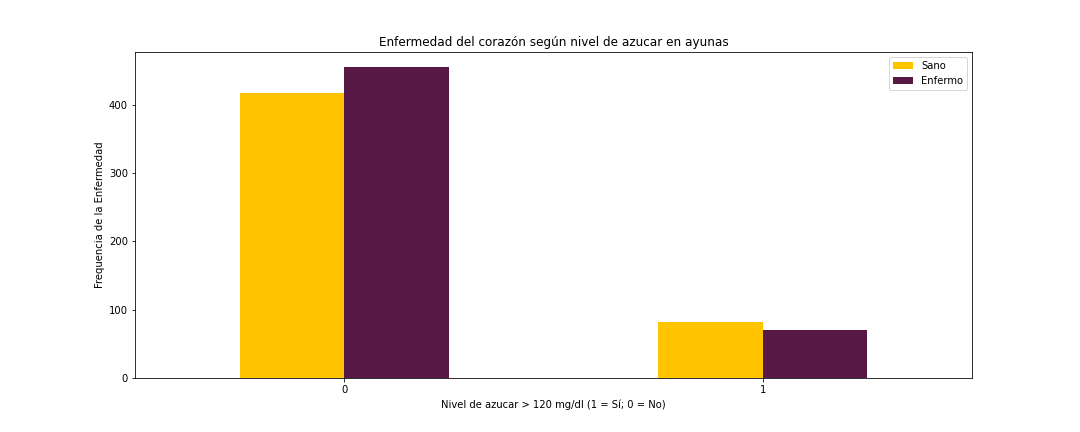 Enfermedad del corazón según nivel de azucar en ayunas
Sano
Enfermo
Frequencia de la Enfermedad
400
300
200
100
0
0
1
Nivel de azucar > 120 mg/dl (1 = Sí; 0 = No)